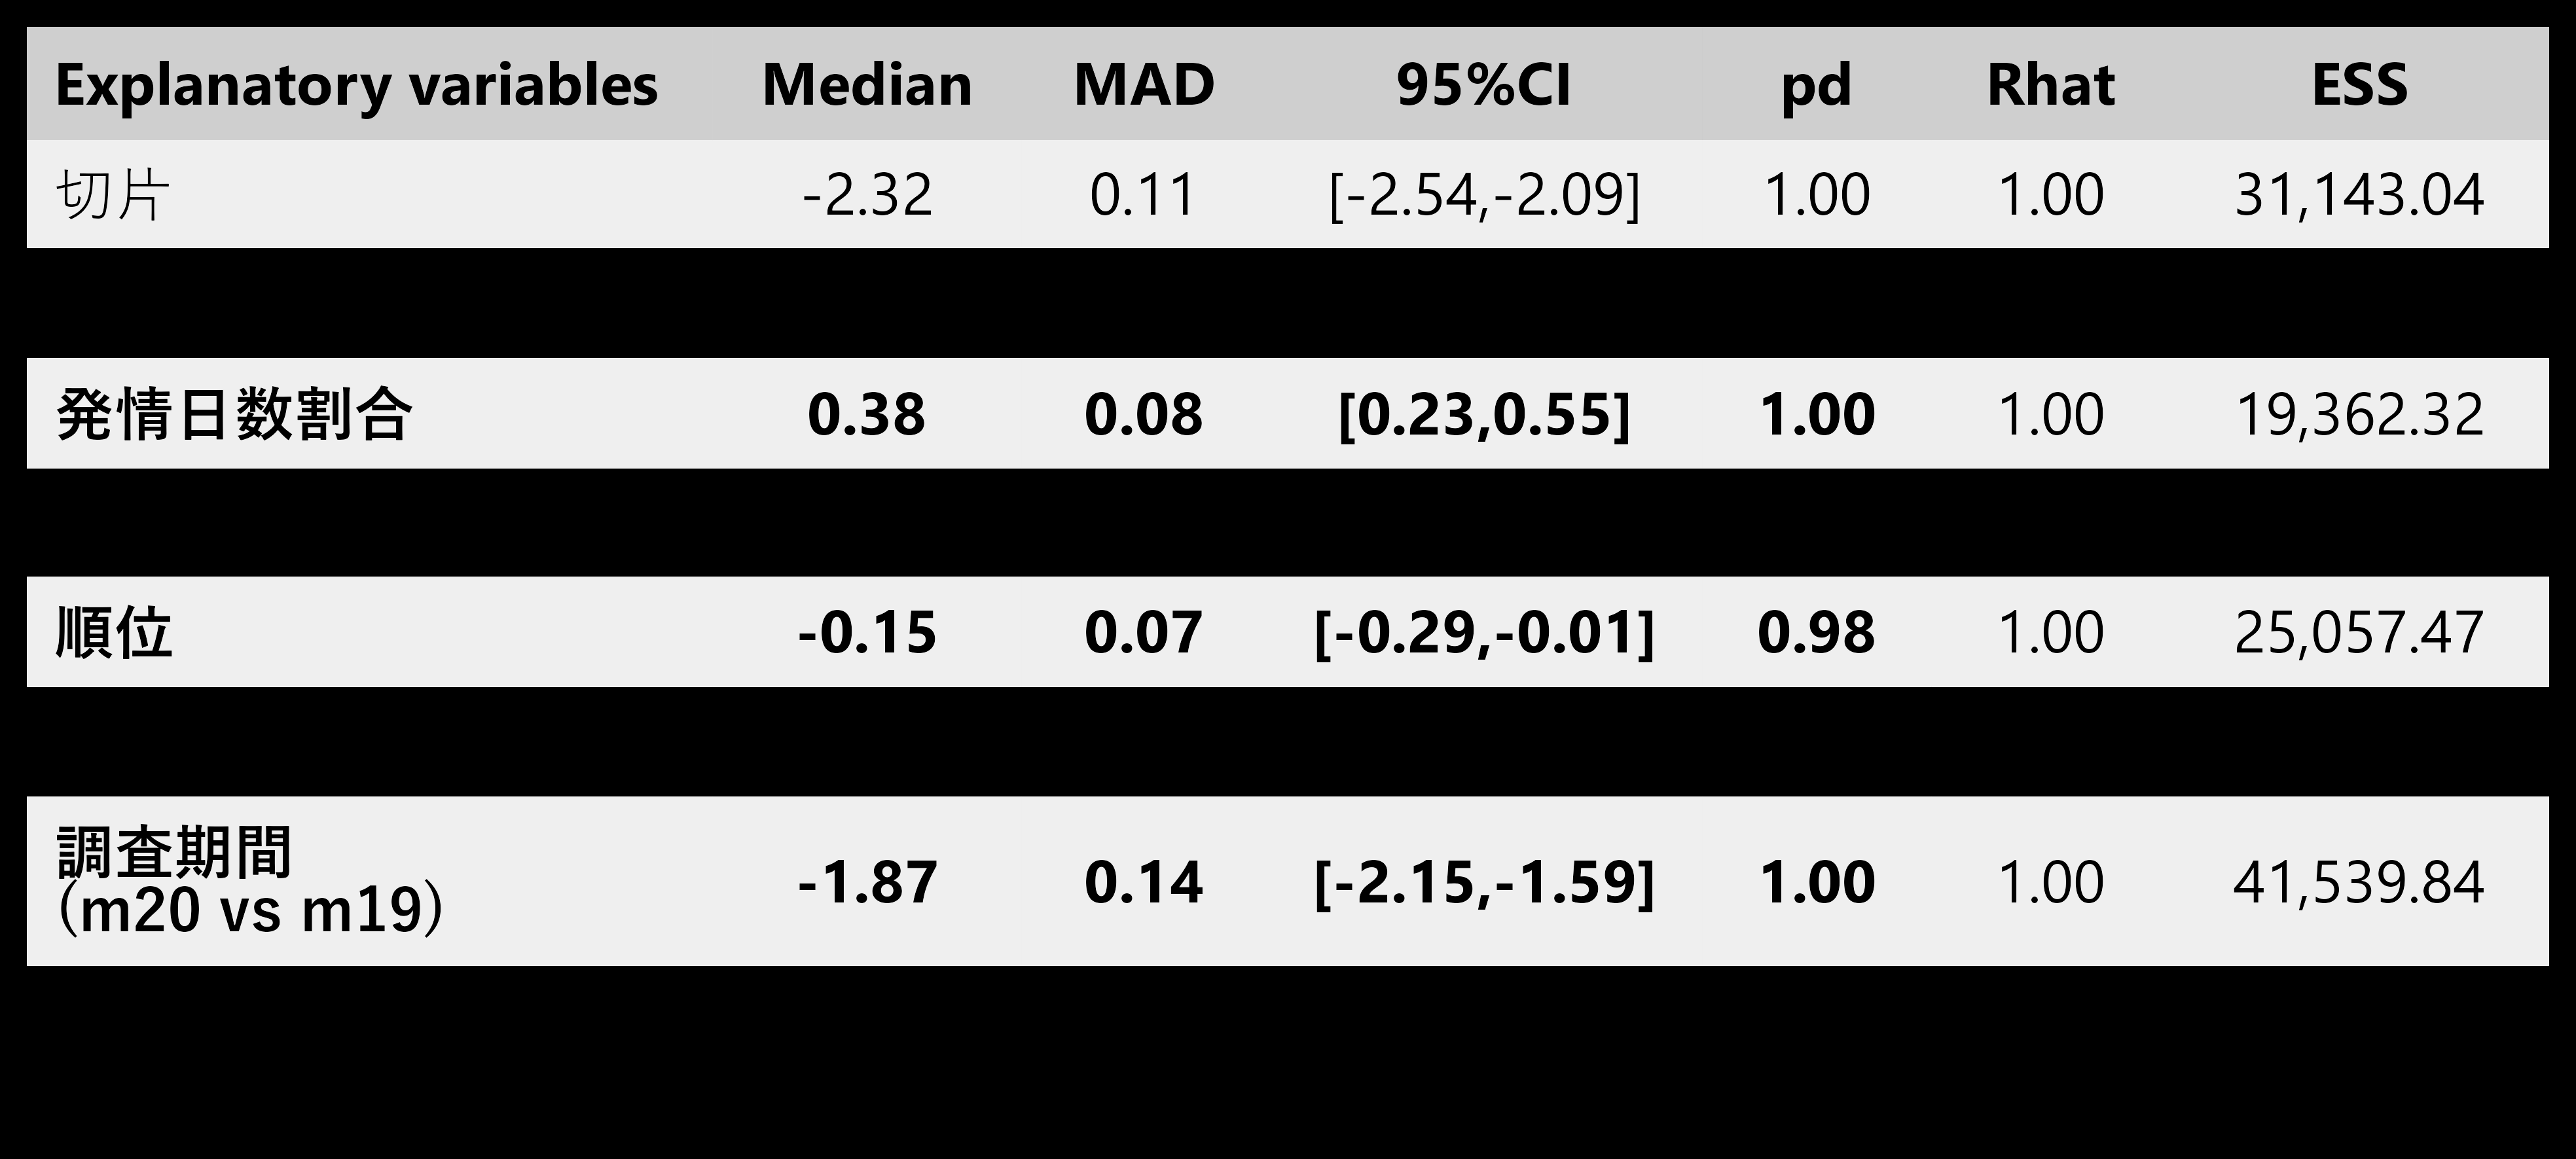 Explanatory variables Median MAD 95%CI pd Rhat ESS
切片 -2.32 0.11 [-2.54,-2.09] 1.00 1.00 31,143.04
発情日数割合 0.38 0.08 [0.23,0.55] 1.00 1.00 19,362.32
順位 -0.15 0.07 [-0.29,-0.01] 0.98 1.00 25,057.47
調査期間
(m20 vs m19) -1.87 0.14 [-2.15,-1.59] 1.00 1.00 41,539.84